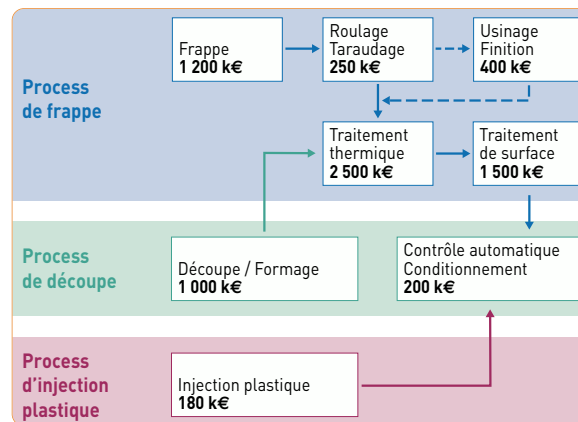 Process
de frappe
Frappe
1 200 k€
Roulage
Taraudage
250 k€
Usinage
Finition
400 k€
Traitement
thermique
2 500 k€
Traitement
de surface
1 500 k€
Process
de découpe
Découpe / Formage
1 000 k€
Contrôle automatique
Conditionnement
200 k€
Process
d'injection
plastique
Injection plastique
180 k€